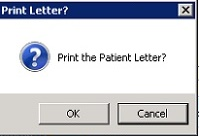 Print Letter?
Print the Patient Letter?
OK
Cancel